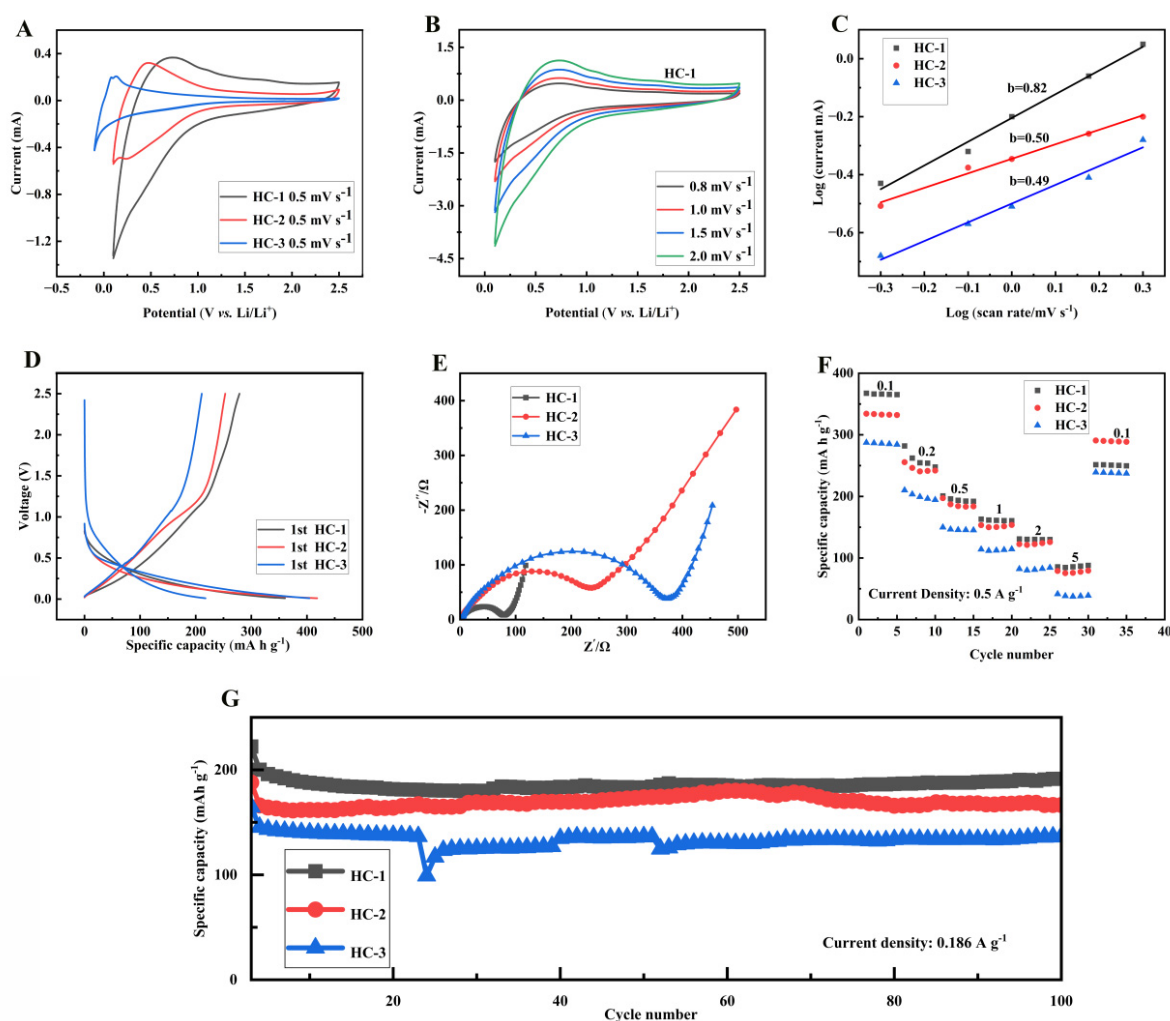 A
0.4
0.0
−0.4
−0.8
−1.2
Current (mA)
HC-1 0.5 mV s⁻¹
HC-2 0.5 mV s⁻¹
HC-3 0.5 mV s⁻¹
−0.5 0.0 0.5 1.0 1.5 2.0 2.5
Potential (V vs. Li/Li⁺)
B
HC-1
1.5
0.0
−1.5
−3.0
−4.5
Current (mA)
0.8 mV s⁻¹
1.0 mV s⁻¹
1.5 mV s⁻¹
2.0 mV s⁻¹
0.0 0.5 1.0 1.5 2.0 2.5
Potential (V vs. Li/Li⁺)
C
HC-1
HC-2
HC-3
0.0
−0.2
−0.4
−0.6
Log (current mA)
b=0.82
b=0.50
b=0.49
−0.3 −0.2 −0.1 0.0 0.1 0.2 0.3
Log (scan rate/mV s⁻¹)
D
2.5
2.0
1.5
1.0
0.5
0.0
Voltage (V)
1st HC-1
1st HC-2
1st HC-3
0 100 200 300 400 500
Specific capacity (mA h g⁻¹)
E
HC-1
HC-2
HC-3
400
300
200
100
0
-Z''/Ω
0 100 200 300 400 500
Z'/Ω
F
HC-1
HC-2
HC-3
400
300
200
100
0
Specific capacity (mA h g⁻¹)
0.1
0.2
0.5
1
2
5
0.1
Current Density: 0.5 A g⁻¹
0 5 10 15 20 25 30 35 40
Cycle number
G
200
100
0
Specific capacity (mAh g⁻¹)
HC-1
HC-2
HC-3
Current density: 0.186 A g⁻¹
20 40 60 80 100
Cycle number